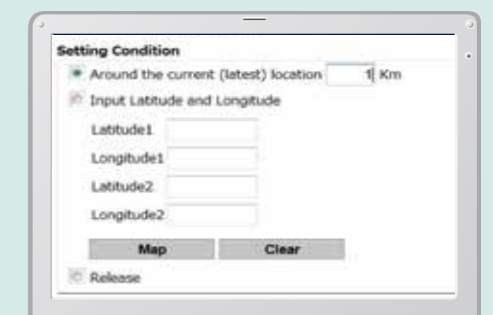 Setting Condition
Around the current (latest) location 1 Km
Input Latitude and Longitude
Latitude1
Longitude1
Latitude2
Longitude2
Map Clear
Release